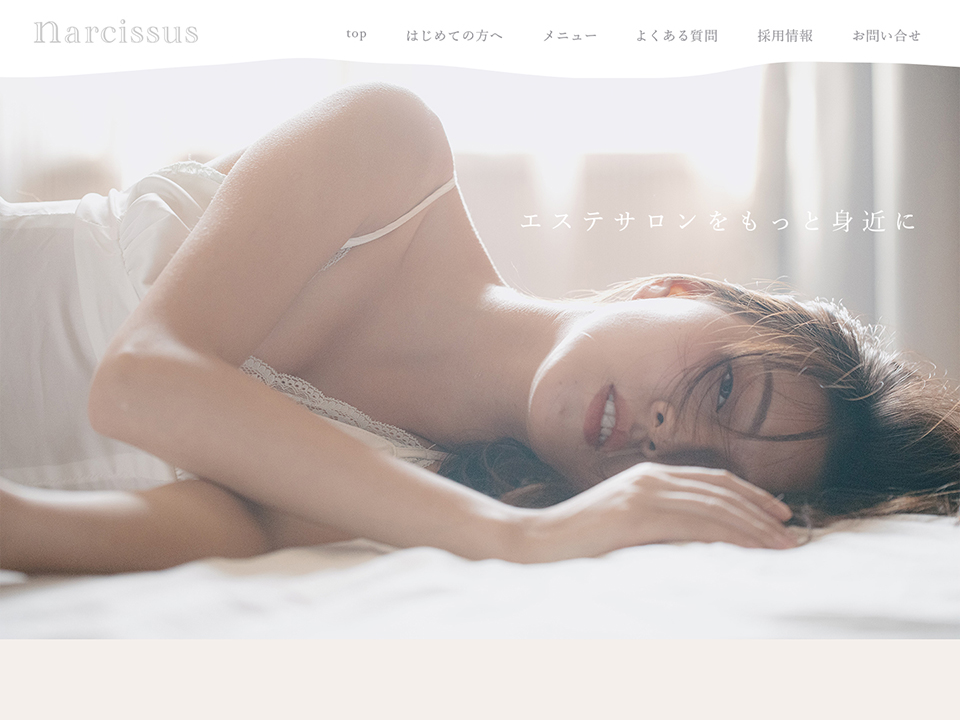 narcissus
top はじめての方へ メニュー よくある質問 採用情報 お問い合せ
エステサロンをもっと身近に